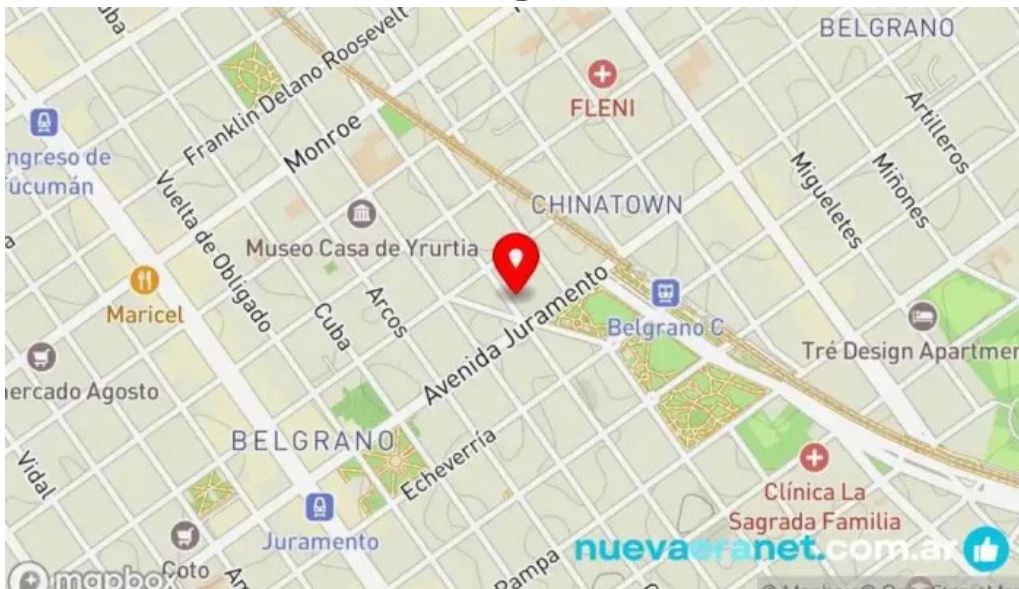 uba
BELGRANO
Franklin Delano Roosevelt
FLENI
Artilleros
ngreso de
ucumán
Monroe
Migueletes
Miñones
Vuelta de Obligado
CHINATOWN
Museo Casa de Yrurtia
Maricel
Cuba
Arcos
Avenida Juramento
Belgrano C
Tré Design Apartmer
ercado Agosto
BELGRANO
Echeverría
Vidal
Clínica La
Sagrada Familia
Juramento
Coto
Pampa
nuevaeranet.com.ar
mapbox